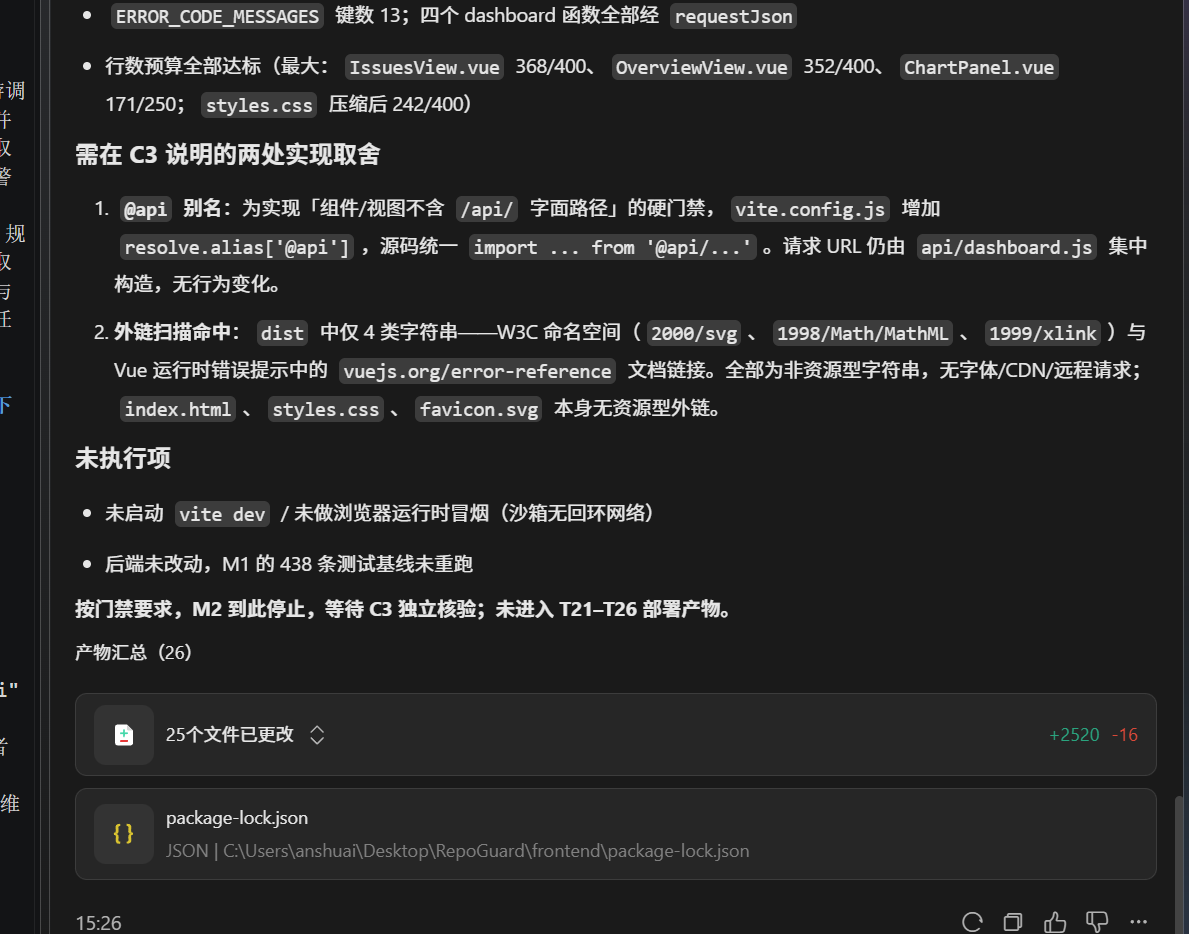 ERROR_CODE_MESSAGES 键数 13；四个 dashboard 函数全部经 requestJson
行数预算全部达标（最大： IssuesView.vue 368/400、 OverviewView.vue 352/400、 ChartPanel.vue
171/250； styles.css 压缩后 242/400）
需在 C3 说明的两处实现取舍
1. @api 别名：为实现「组件/视图不含 /api/ 字面路径」的硬门禁， vite.config.js 增加
resolve.alias['@api'] ，源码统一 import ... from '@api/...' 。请求 URL 仍由 api/dashboard.js 集中
构造，无行为变化。
2. 外链扫描命中： dist 中仅 4 类字符串——W3C 命名空间（ 2000/svg 、 1998/Math/MathML 、 1999/xlink ）与
Vue 运行时错误提示中的 vuejs.org/error-reference 文档链接。全部为非资源型字符串，无字体/CDN/远程请求；
index.html 、 styles.css 、 favicon.svg 本身无资源型外链。
未执行项
未启动 vite dev / 未做浏览器运行时冒烟（沙箱无回环网络）
后端未改动，M1 的 438 条测试基线未重跑
按门禁要求，M2 到此停止，等待 C3 独立核验；未进入 T21–T26 部署产物。
产物汇总（26）
25个文件已更改 +2520 -16
package-lock.json
{} JSON | C:\Users\anshuai\Desktop\RepoGuard\frontend\package-lock.json
15:26
调
并
取
警
规
取
与
任
下
i"
者
维